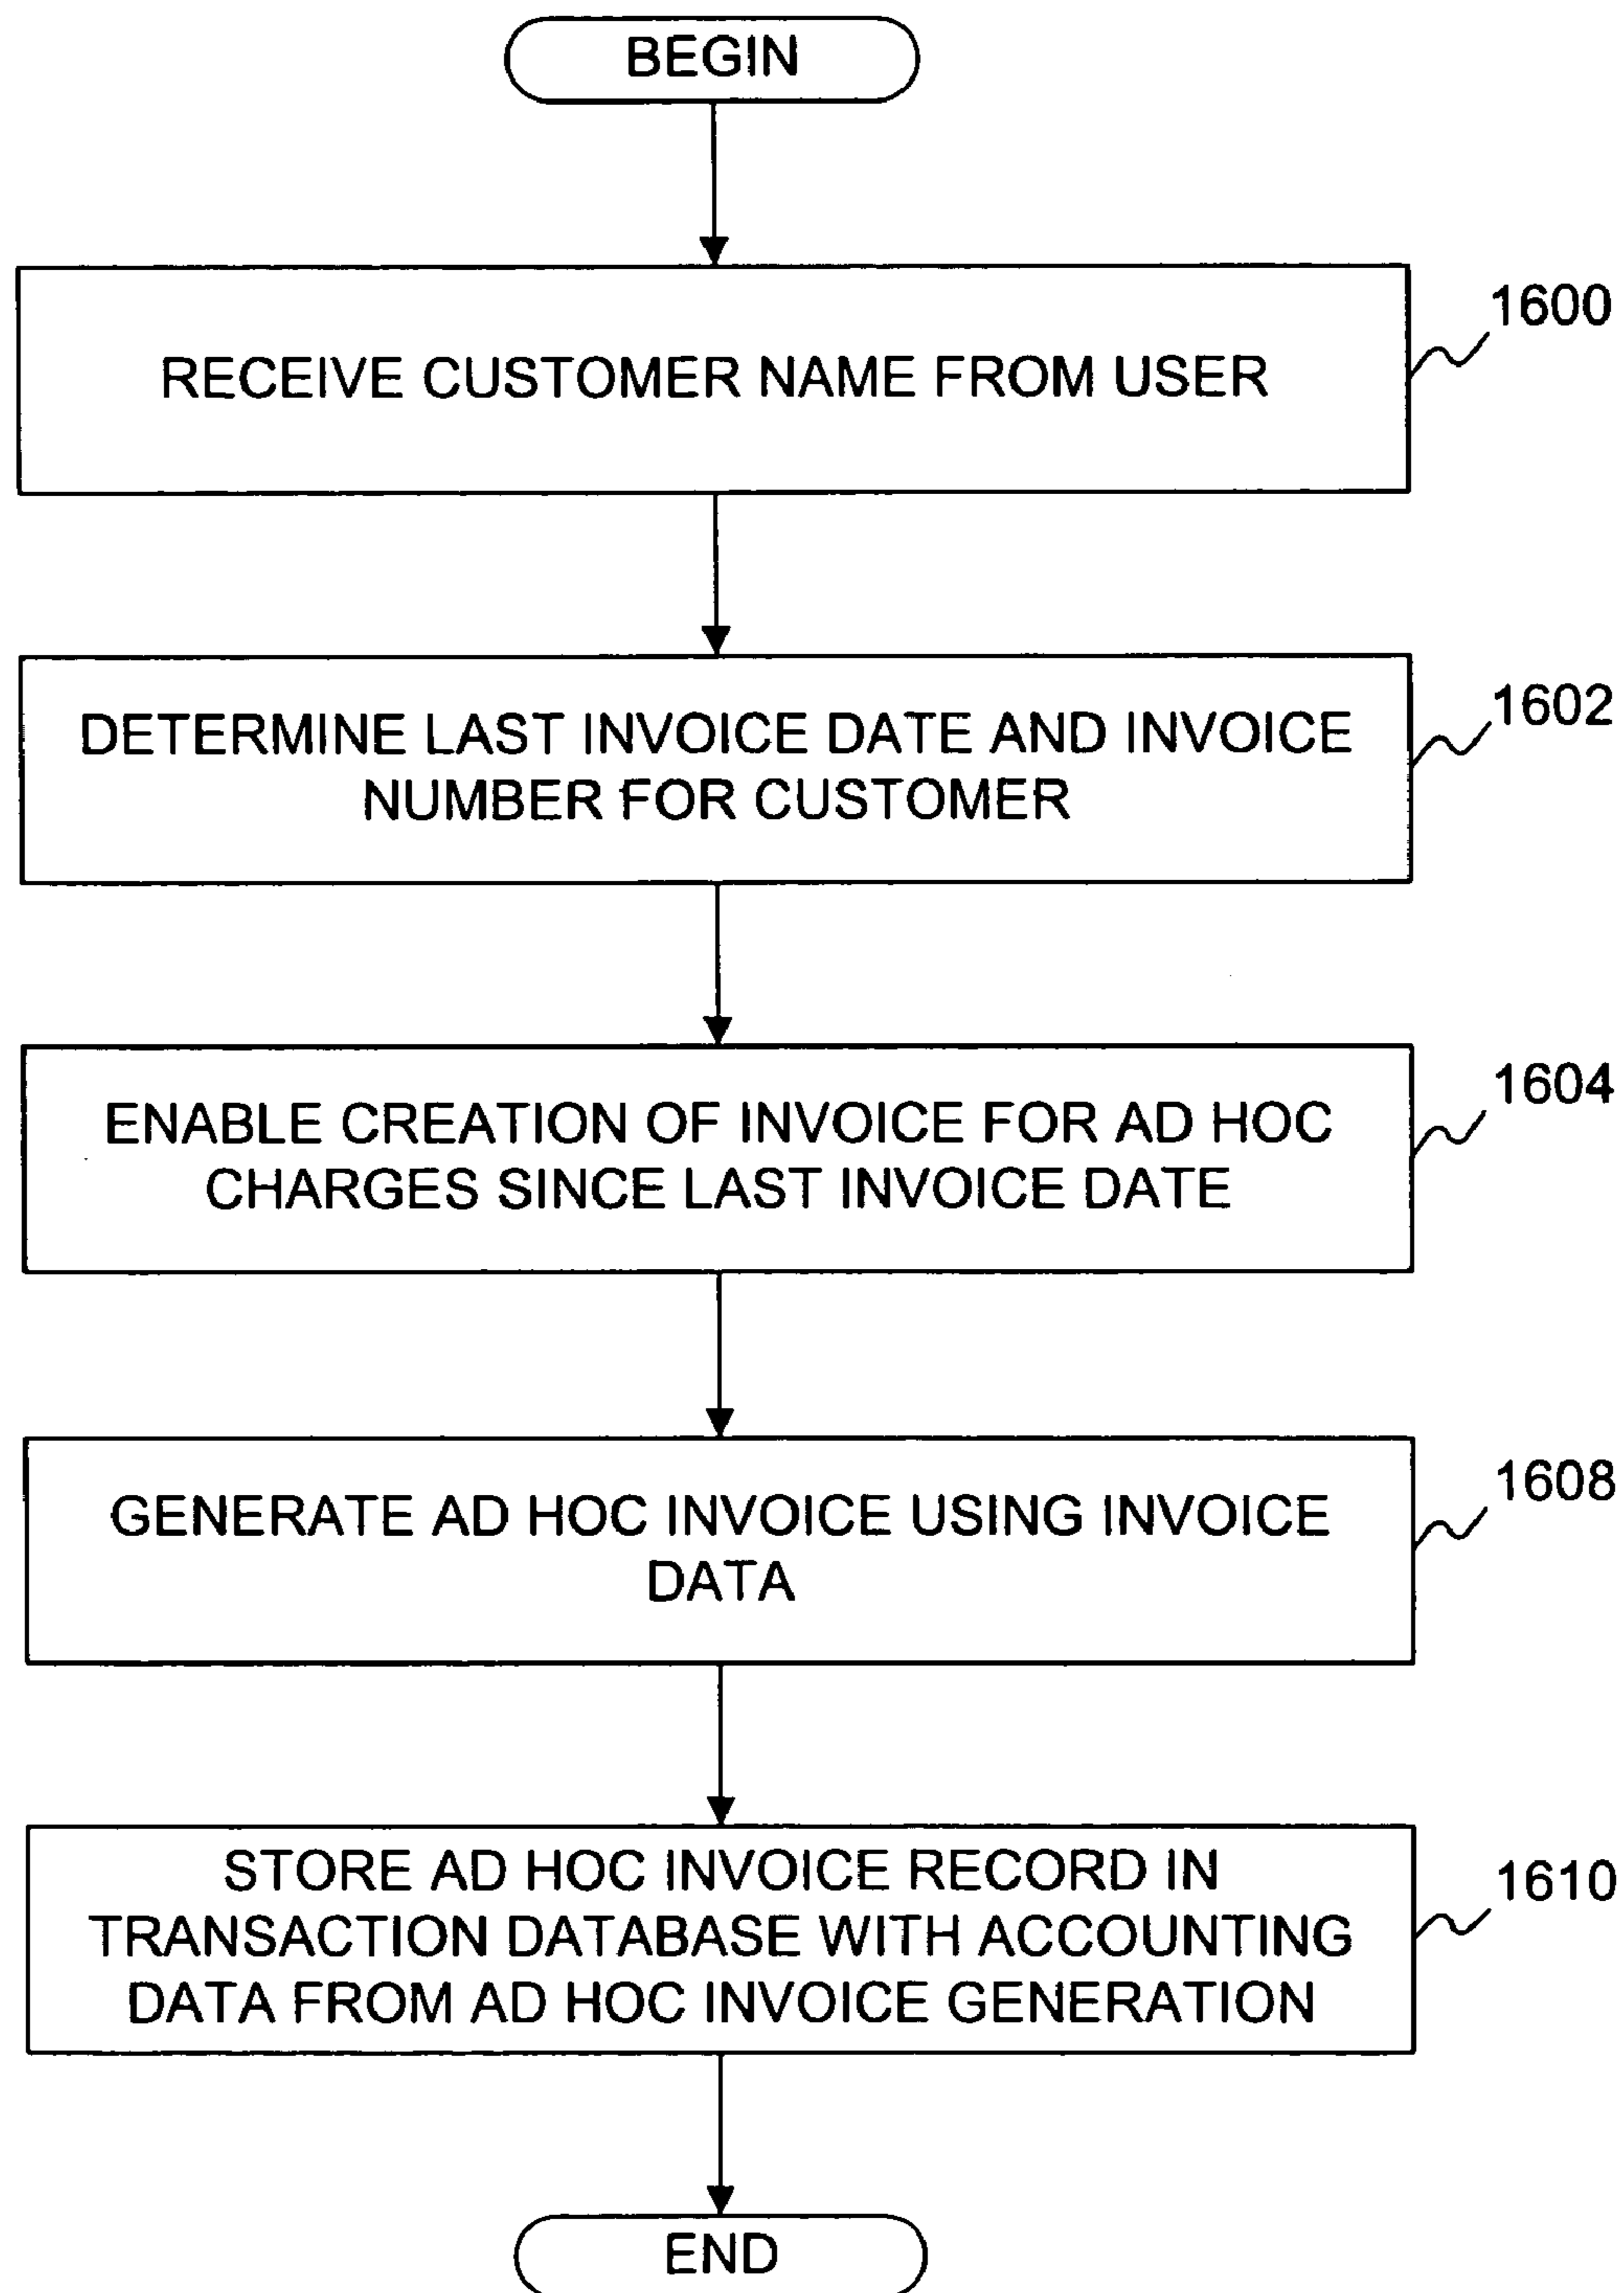 BEGIN
RECEIVE CUSTOMER NAME FROM USER
1600
DETERMINE LAST INVOICE DATE AND INVOICE
NUMBER FOR CUSTOMER
1602
ENABLE CREATION OF INVOICE FOR AD HOC
CHARGES SINCE LAST INVOICE DATE
1604
GENERATE AD HOC INVOICE USING INVOICE
DATA
1608
STORE AD HOC INVOICE RECORD IN
TRANSACTION DATABASE WITH ACCOUNTING
DATA FROM AD HOC INVOICE GENERATION
1610
END